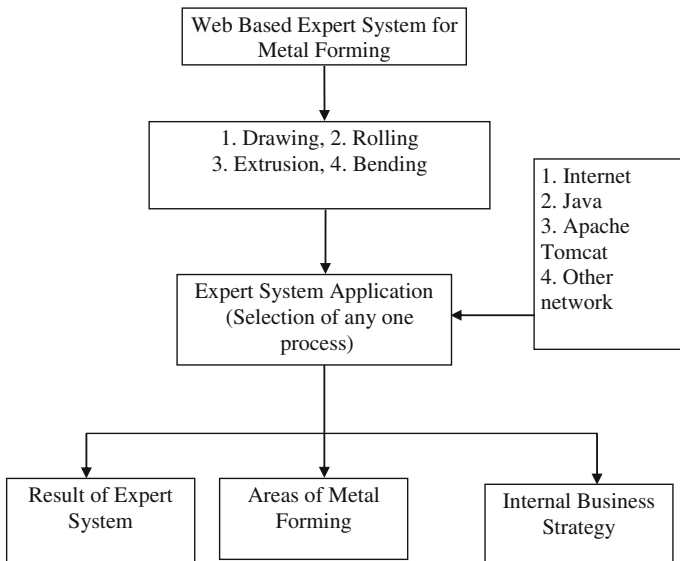 Web Based Expert System for
Metal Forming
1. Drawing, 2. Rolling
3. Extrusion, 4. Bending
1. Internet
2. Java
3. Apache
Tomcat
4. Other
network
Expert System Application
(Selection of any one
process)
Result of Expert
System
Areas of Metal
Forming
Internal Business
Strategy